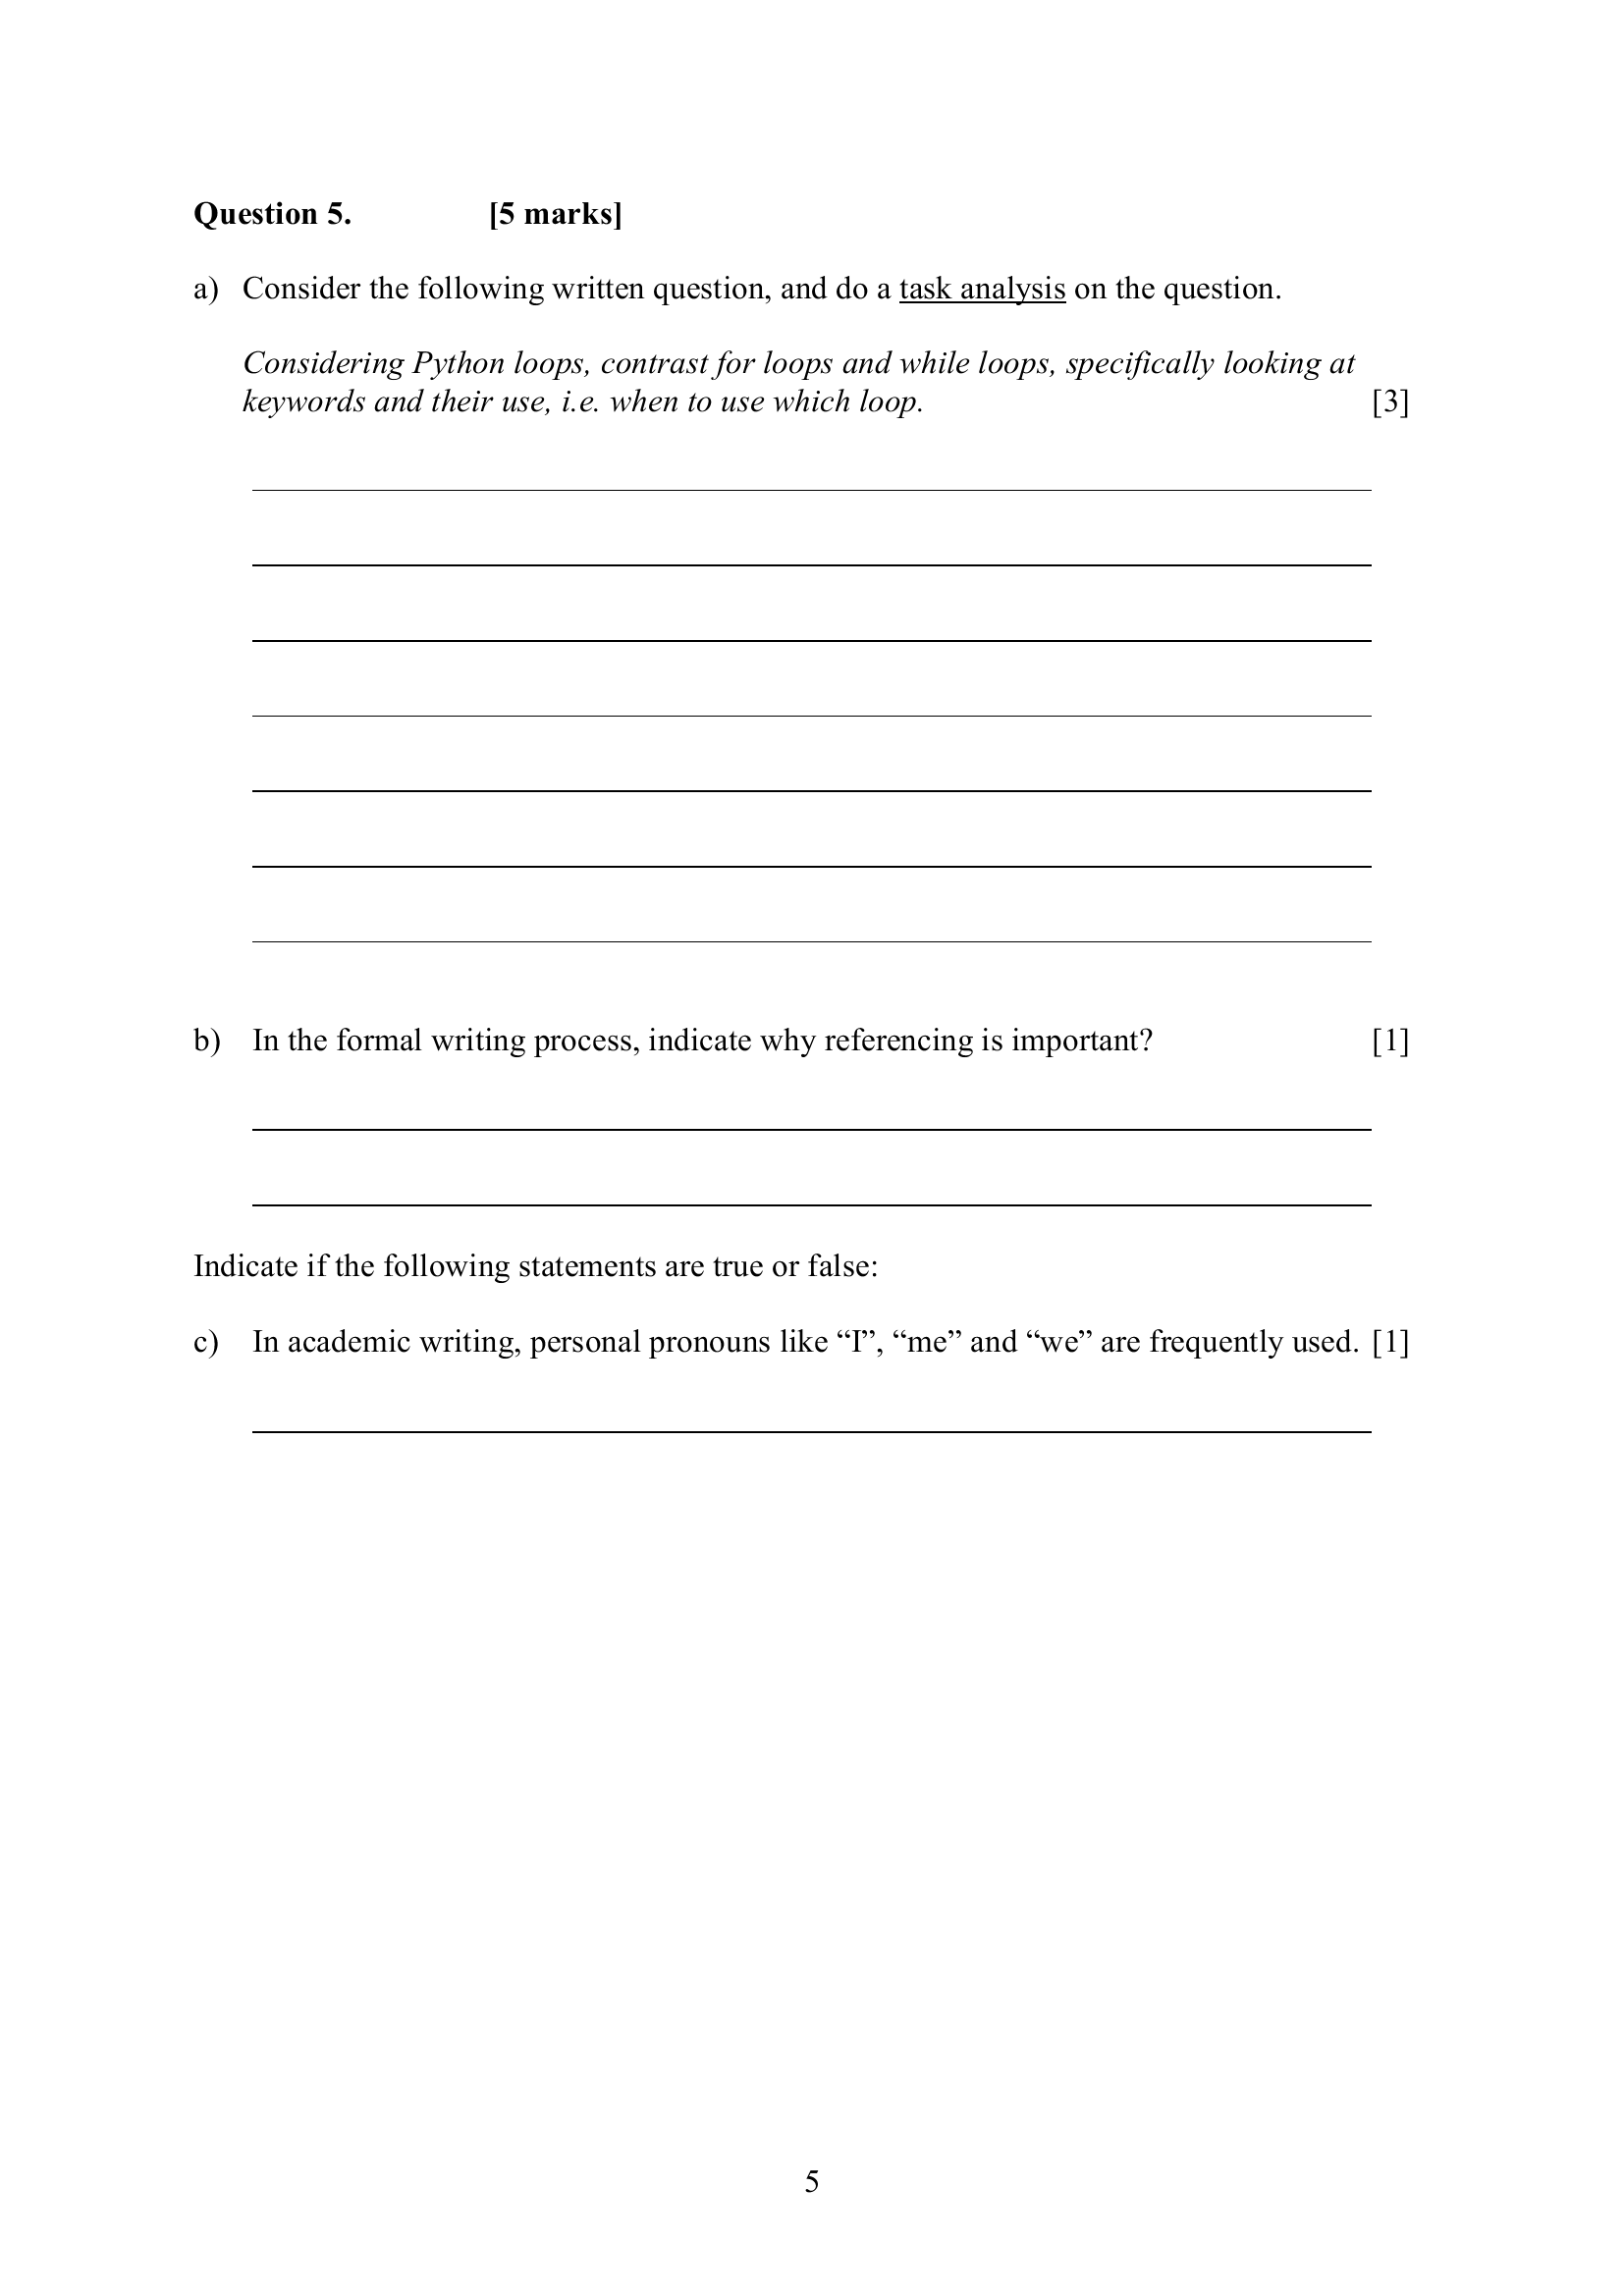 Question 5. [5 marks]
a) Consider the following written question, and do a task analysis on the question.
Considering Python loops, contrast for loops and while loops, specifically looking at
keywords and their use, i.e. when to use which loop. [3]
b) In the formal writing process, indicate why referencing is important? [1]
Indicate if the following statements are true or false:
c) In academic writing, personal pronouns like “I”, “me” and “we” are frequently used. [1]
5